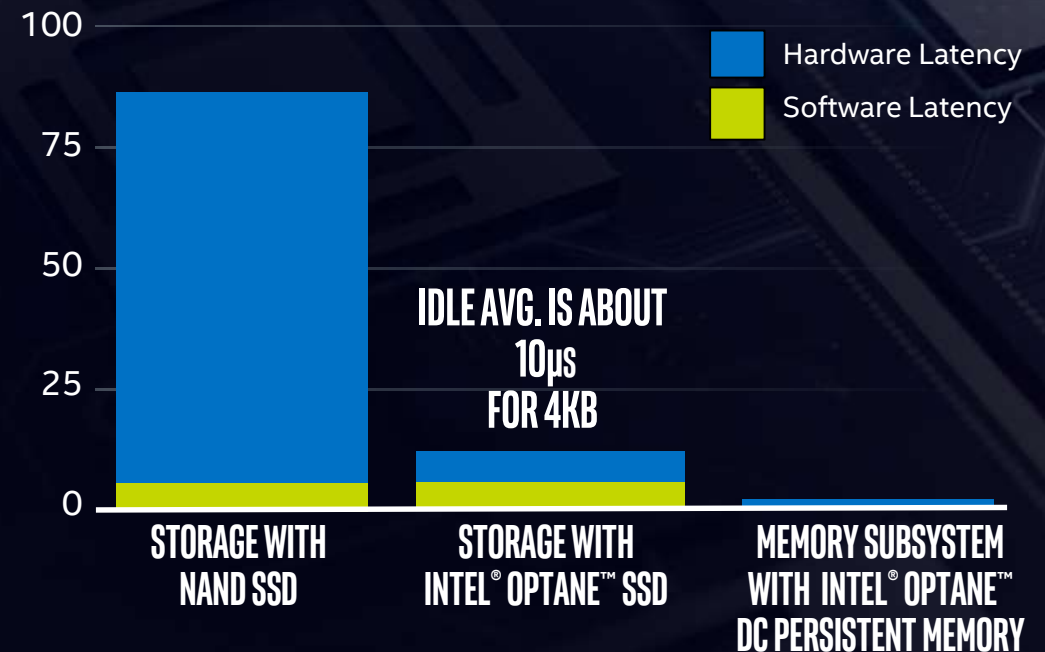 100
75
50
25
0
Hardware Latency
Software Latency
IDLE AVG. IS ABOUT
10µs
FOR 4KB
STORAGE WITH
NAND SSD
STORAGE WITH
INTEL® OPTANE™ SSD
MEMORY SUBSYSTEM
WITH INTEL® OPTANE™
DC PERSISTENT MEMORY